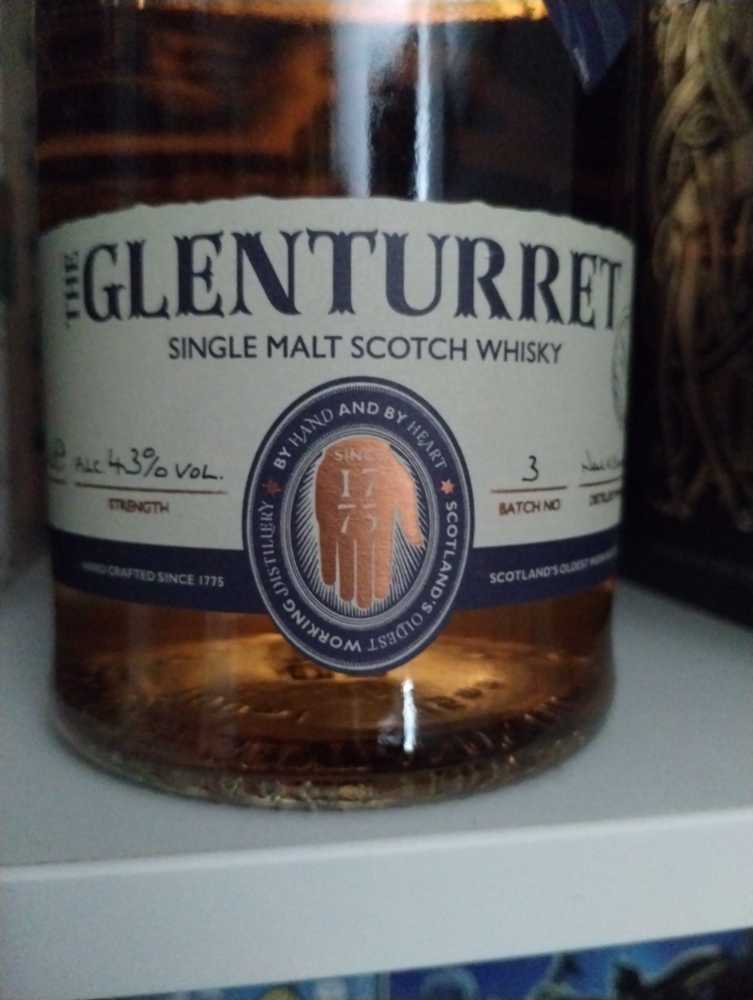 THE
GLENTURRET
SINGLE MALT SCOTCH WHISKY
ALC 43% VOL.
STRENGTH
BY HAND AND BY HEART
SCOTLAND'S OLDEST WORKING DISTILLERY
SINCE
17
75
3
BATCH NO
HAND CRAFTED SINCE 1775
SCOTLAND'S OLDEST